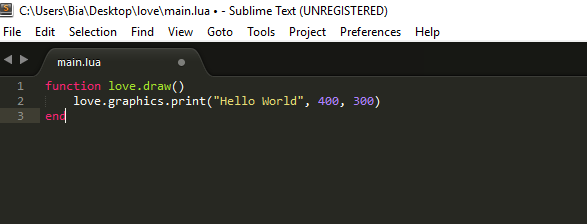 C:\Users\Bia\Desktop\love\main.lua • - Sublime Text (UNREGISTERED)
File Edit Selection Find View Goto Tools Project Preferences Help
main.lua
1 function love.draw()
2     love.graphics.print("Hello World", 400, 300)
3 end